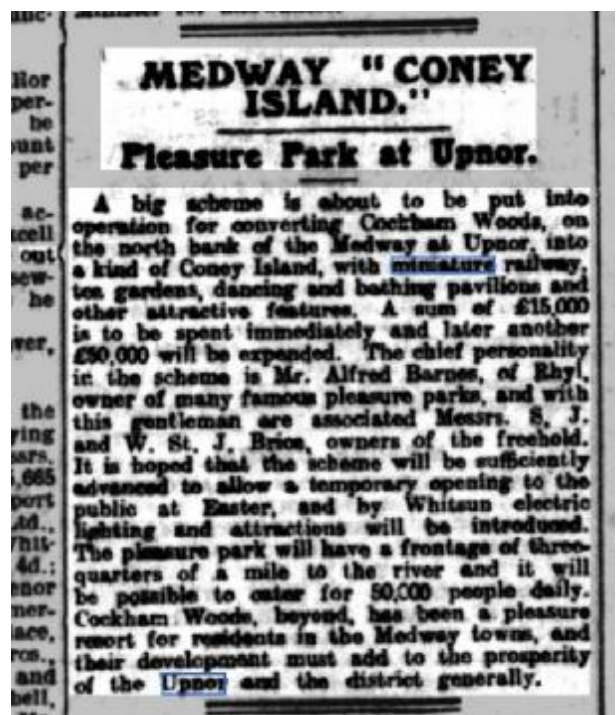 MEDWAY "CONEY
ISLAND."
Pleasure Park at Upnor.
A big scheme is about to be put into
operation for converting Cockham Woods, on
the north bank of the Medway at Upnor, into
a kind of Coney Island, with miniature railway,
tea gardens, dancing and bathing pavilions and
other attractive features. A sum of £15,000
is to be spent immediately and later another
£50,000 will be expended. The chief personality
in the scheme is Mr. Alfred Barnes, of Rhyl,
owner of many famous pleasure parks, and with
this gentleman are associated Messrs. S. J.
and W. St. J. Brice, owners of the freehold.
It is hoped that the scheme will be sufficiently
advanced to allow a temporary opening to the
public at Easter, and by Whitsun electric
lighting and attractions will be introduced.
The pleasure park will have a frontage of three-
quarters of a mile to the river and it will
be possible to cater for 50,000 people daily.
Cockham Woods, beyond, has been a pleasure
resort for residents in the Medway towns, and
their development must add to the prosperity
of the Upnor and the district generally.